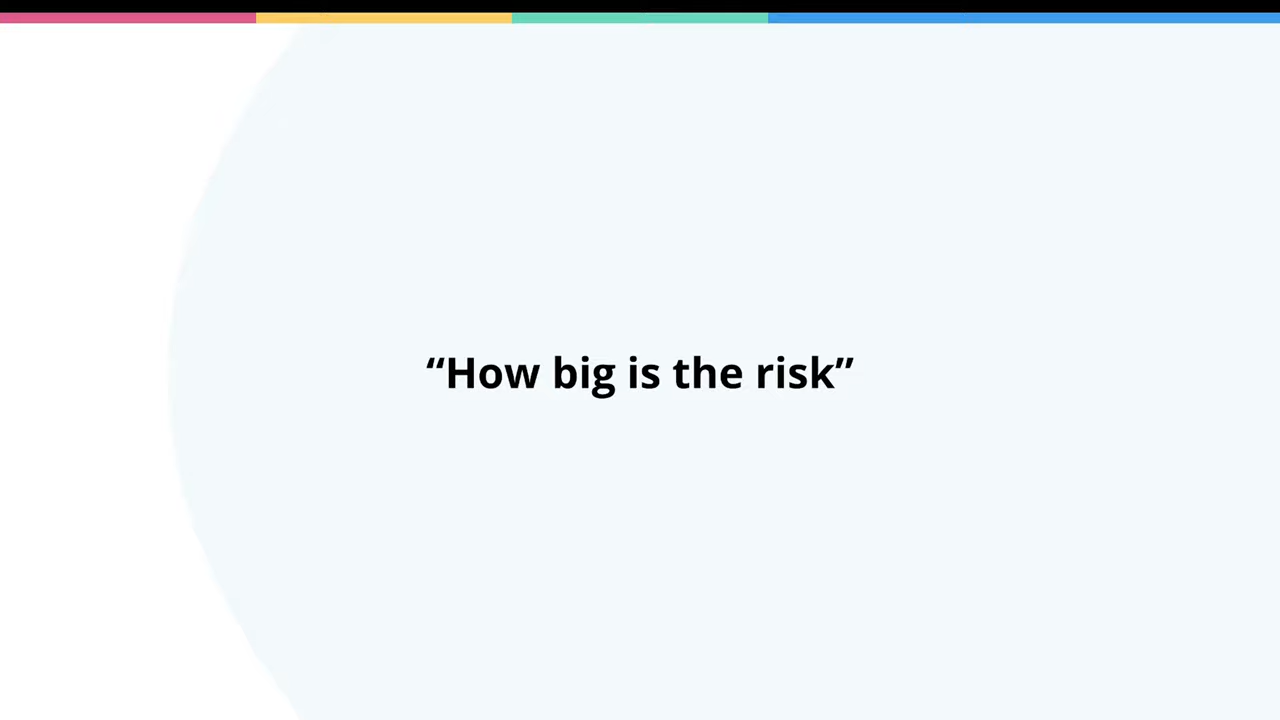 “How big is the risk”